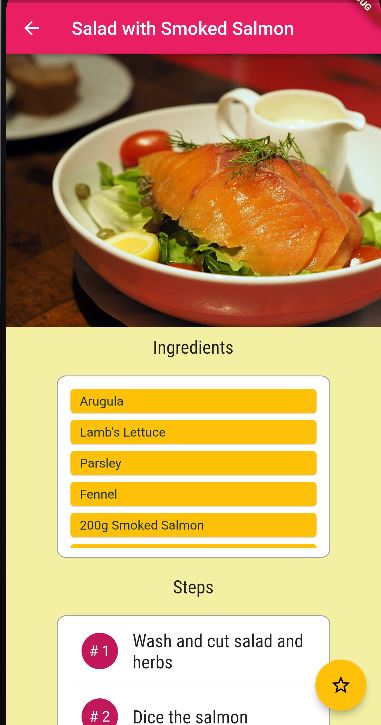 Salad with Smoked Salmon
Ingredients
Arugula
Lamb's Lettuce
Parsley
Fennel
200g Smoked Salmon
Steps
# 1
Wash and cut salad and
herbs
# 2
Dice the salmon